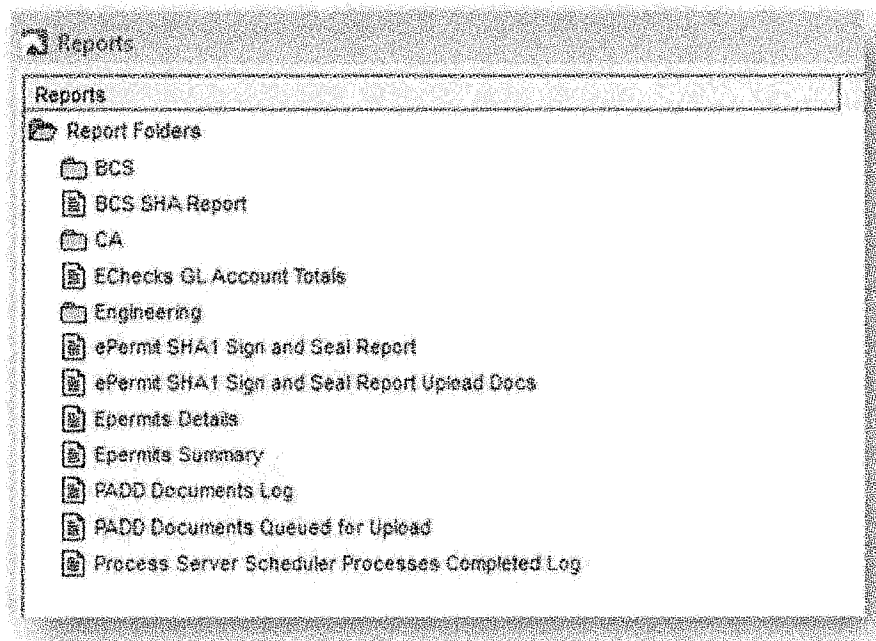 Reports
Reports
Report Folders
BCS
BCS SHA Report
CA
EChecks GL Account Totals
Engineering
ePermit SHA1 Sign and Seal Report
ePermit SHA1 Sign and Seal Report Upload Docs
Epermits Details
Epermits Summary
PADD Documents Log
PADD Documents Queued for Upload
Process Server Scheduler Processes Completed Log